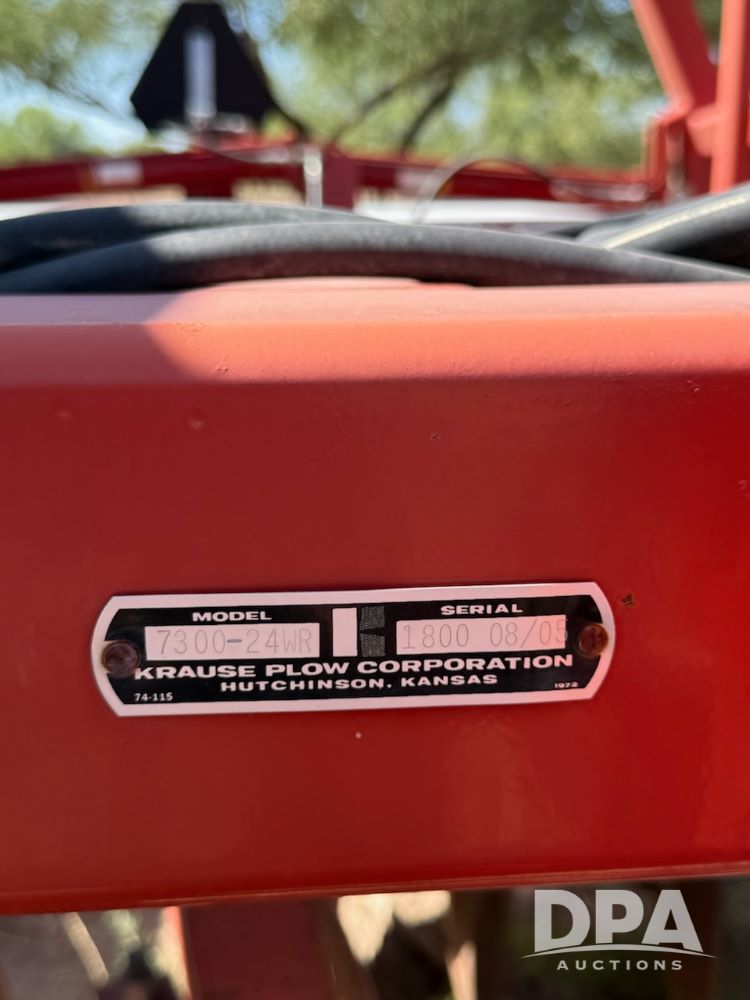 MODEL SERIAL
7300-24WR 1800 08/05
KRAUSE PLOW CORPORATION
HUTCHINSON, KANSAS
74-115 1972
DPA
AUCTIONS